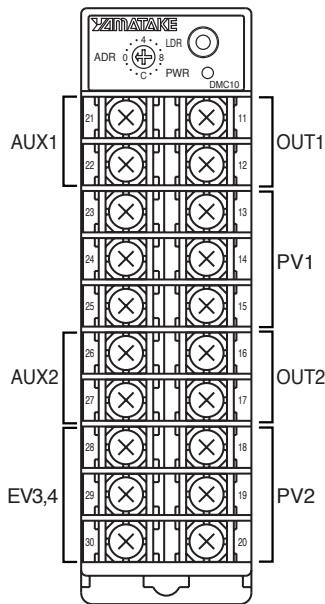 YAMATAKE
ADR 0 4 8 C LDR
PWR
DMC10
AUX1 21 11 OUT1
22 12
23 13
24 14 PV1
25 15
AUX2 26 16 OUT2
27 17
28 18
EV3,4 29 19 PV2
30 20